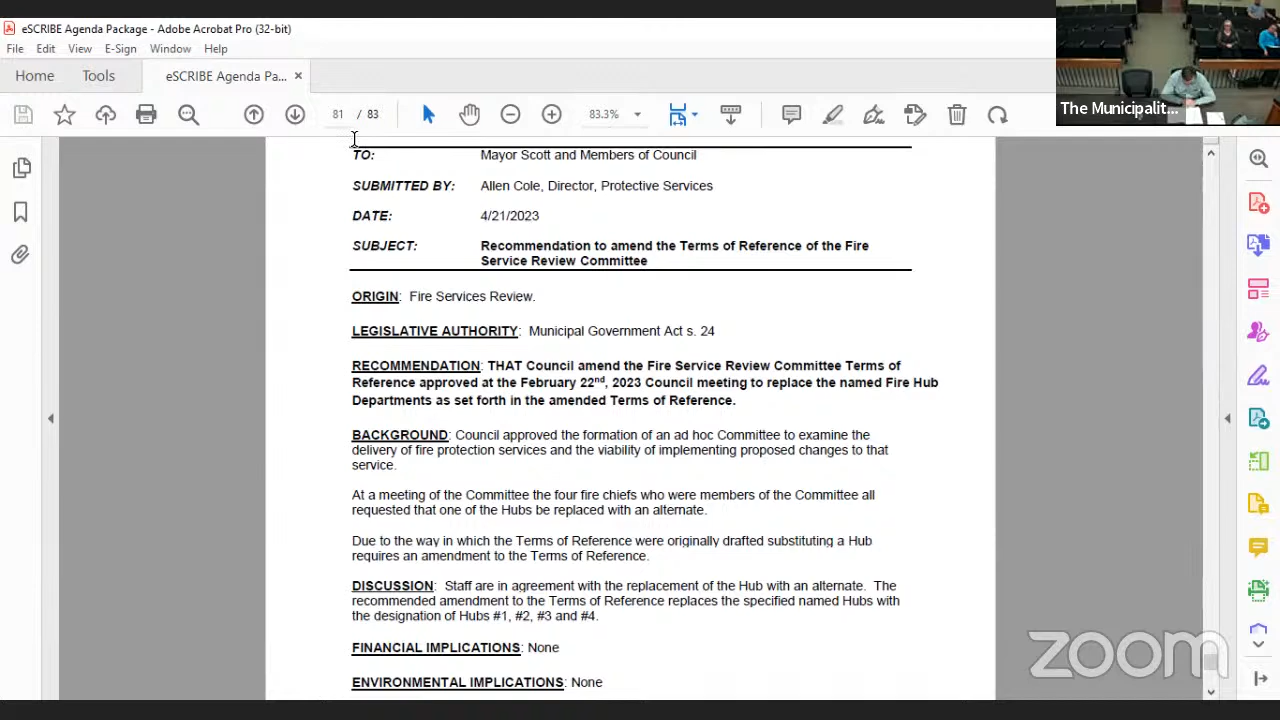 eSCRIBE Agenda Package - Adobe Acrobat Pro (32-bit)
File Edit View E-Sign Window Help
Home Tools eSCRIBE Agenda Pa... ×
81 / 83 83.3%
The Municipalit...
TO: Mayor Scott and Members of Council
SUBMITTED BY: Allen Cole, Director, Protective Services
DATE: 4/21/2023
SUBJECT: Recommendation to amend the Terms of Reference of the Fire
Service Review Committee
ORIGIN: Fire Services Review.
LEGISLATIVE AUTHORITY: Municipal Government Act s. 24
RECOMMENDATION: THAT Council amend the Fire Service Review Committee Terms of
Reference approved at the February 22nd, 2023 Council meeting to replace the named Fire Hub
Departments as set forth in the amended Terms of Reference.
BACKGROUND: Council approved the formation of an ad hoc Committee to examine the
delivery of fire protection services and the viability of implementing proposed changes to that
service.
At a meeting of the Committee the four fire chiefs who were members of the Committee all
requested that one of the Hubs be replaced with an alternate.
Due to the way in which the Terms of Reference were originally drafted substituting a Hub
requires an amendment to the Terms of Reference.
DISCUSSION: Staff are in agreement with the replacement of the Hub with an alternate. The
recommended amendment to the Terms of Reference replaces the specified named Hubs with
the designation of Hubs #1, #2, #3 and #4.
FINANCIAL IMPLICATIONS: None
ENVIRONMENTAL IMPLICATIONS: None
zoom